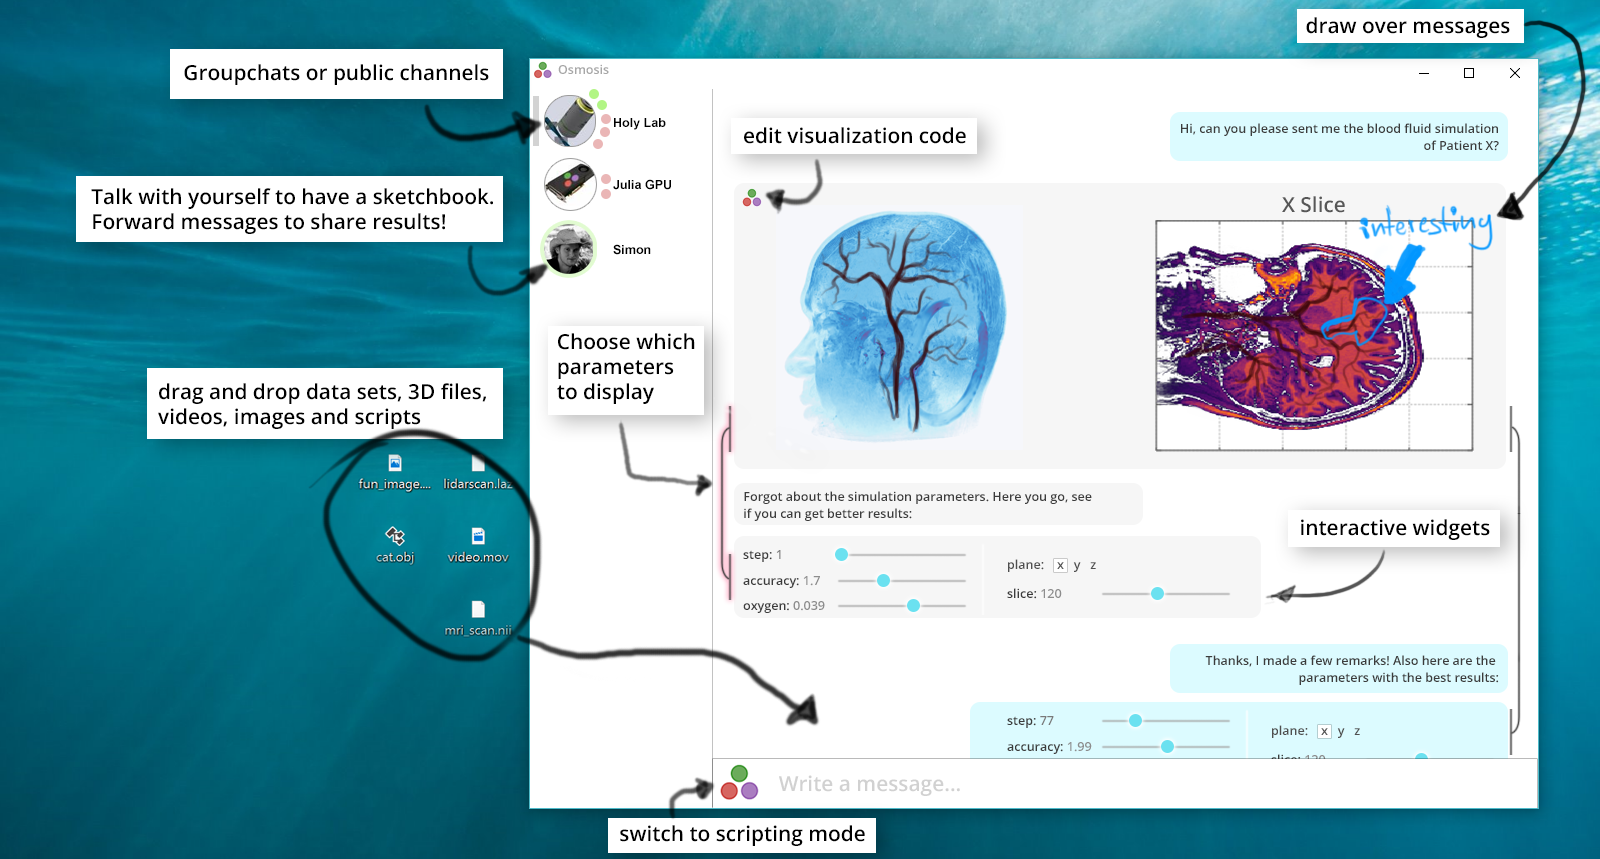 draw over messages
Groupchats or public channels
Osmosis
Holy Lab
edit visualization code
Hi, can you please sent me the blood fluid simulation
of Patient X?
Talk with yourself to have a sketchbook.
Forward messages to share results!
Julia GPU
Simon
X Slice
interesting
Choose which
parameters
to display
drag and drop data sets, 3D files,
videos, images and scripts
fun_image....
lidarscan.laz
cat.obj
video.mov
mri_scan.nii
Forgot about the simulation parameters. Here you go, see
if you can get better results:
interactive widgets
step: 1
accuracy: 1.7
oxygen: 0.039
plane: x y z
slice: 120
Thanks, I made a few remarks! Also here are the
parameters with the best results:
step: 77
accuracy: 1.99
plane: x y z
slice: 120
Write a message...
switch to scripting mode